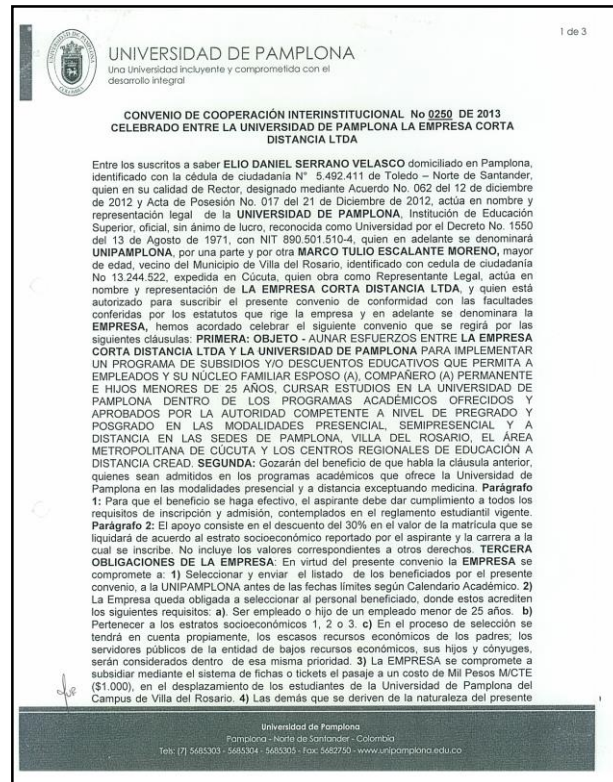 1 de 3
UNIVERSIDAD DE PAMPLONA
Una Universidad incluyente y comprometida con el
desarrollo integral
CONVENIO DE COOPERACIÓN INTERINSTITUCIONAL No 0250 DE 2013
CELEBRADO ENTRE LA UNIVERSIDAD DE PAMPLONA LA EMPRESA CORTA
DISTANCIA LTDA
Entre los suscritos a saber ELIO DANIEL SERRANO VELASCO domiciliado en Pamplona,
identificado con la cédula de ciudadanía N° 5.492.411 de Toledo – Norte de Santander,
quien en su calidad de Rector, designado mediante Acuerdo No. 062 del 12 de diciembre
de 2012 y Acta de Posesión No. 017 del 21 de Diciembre de 2012, actúa en nombre y
representación legal de la UNIVERSIDAD DE PAMPLONA, Institución de Educación
Superior, oficial, sin ánimo de lucro, reconocida como Universidad por el Decreto No. 1550
del 13 de Agosto de 1971, con NIT 890.501.510-4, quien en adelante se denominará
UNIPAMPLONA, por una parte y por otra MARCO TULIO ESCALANTE MORENO, mayor
de edad, vecino del Municipio de Villa del Rosario, identificado con cedula de ciudadanía
No 13.244.522, expedida en Cúcuta, quien obra como Representante Legal, actúa en
nombre y representación de LA EMPRESA CORTA DISTANCIA LTDA, y quien está
autorizado para suscribir el presente convenio de conformidad con las facultades
conferidas por los estatutos que rige la empresa y en adelante se denominara la
EMPRESA, hemos acordado celebrar el siguiente convenio que se regirá por las
siguientes cláusulas: PRIMERA: OBJETO - AUNAR ESFUERZOS ENTRE LA EMPRESA
CORTA DISTANCIA LTDA Y LA UNIVERSIDAD DE PAMPLONA PARA IMPLEMENTAR
UN PROGRAMA DE SUBSIDIOS Y/O DESCUENTOS EDUCATIVOS QUE PERMITA A
EMPLEADOS Y SU NÚCLEO FAMILIAR ESPOSO (A), COMPAÑERO (A) PERMANENTE
E HIJOS MENORES DE 25 AÑOS, CURSAR ESTUDIOS EN LA UNIVERSIDAD DE
PAMPLONA DENTRO DE LOS PROGRAMAS ACADÉMICOS OFRECIDOS Y
APROBADOS POR LA AUTORIDAD COMPETENTE A NIVEL DE PREGRADO Y
POSGRADO EN LAS MODALIDADES PRESENCIAL, SEMIPRESENCIAL Y A
DISTANCIA EN LAS SEDES DE PAMPLONA, VILLA DEL ROSARIO, EL ÁREA
METROPOLITANA DE CÚCUTA Y LOS CENTROS REGIONALES DE EDUCACIÓN A
DISTANCIA CREAD. SEGUNDA: Gozarán del beneficio de que habla la cláusula anterior,
quienes sean admitidos en los programas académicos que ofrece la Universidad de
Pamplona en las modalidades presencial y a distancia exceptuando medicina. Parágrafo
1: Para que el beneficio se haga efectivo, el aspirante debe dar cumplimiento a todos los
requisitos de inscripción y admisión, contemplados en el reglamento estudiantil vigente.
Parágrafo 2: El apoyo consiste en el descuento del 30% en el valor de la matrícula que se
liquidará de acuerdo al estrato socioeconómico reportado por el aspirante y la carrera a la
cual se inscribe. No incluye los valores correspondientes a otros derechos. TERCERA
OBLIGACIONES DE LA EMPRESA: En virtud del presente convenio la EMPRESA se
compromete a: 1) Seleccionar y enviar el listado de los beneficiados por el presente
convenio, a la UNIPAMPLONA antes de las fechas límites según Calendario Académico. 2)
La Empresa queda obligada a seleccionar al personal beneficiado, donde estos acrediten
los siguientes requisitos: a). Ser empleado o hijo de un empleado menor de 25 años. b)
Pertenecer a los estratos socioeconómicos 1, 2 o 3. c) En el proceso de selección se
tendrá en cuenta propiamente, los escasos recursos económicos de los padres; los
servidores públicos de la entidad de bajos recursos económicos, sus hijos y cónyuges,
serán considerados dentro de esa misma prioridad. 3) La EMPRESA se compromete a
subsidiar mediante el sistema de fichas o tickets el pasaje a un costo de Mil Pesos M/CTE
($1.000), en el desplazamiento de los estudiantes de la Universidad de Pamplona del
Campus de Villa del Rosario. 4) Las demás que se deriven de la naturaleza del presente
Universidad de Pamplona
Pamplona - Norte de Santander - Colombia
Tels: (7) 5685303 - 5685304 - 5685305 - Fax: 5682750 - www.unipamplona.edu.co